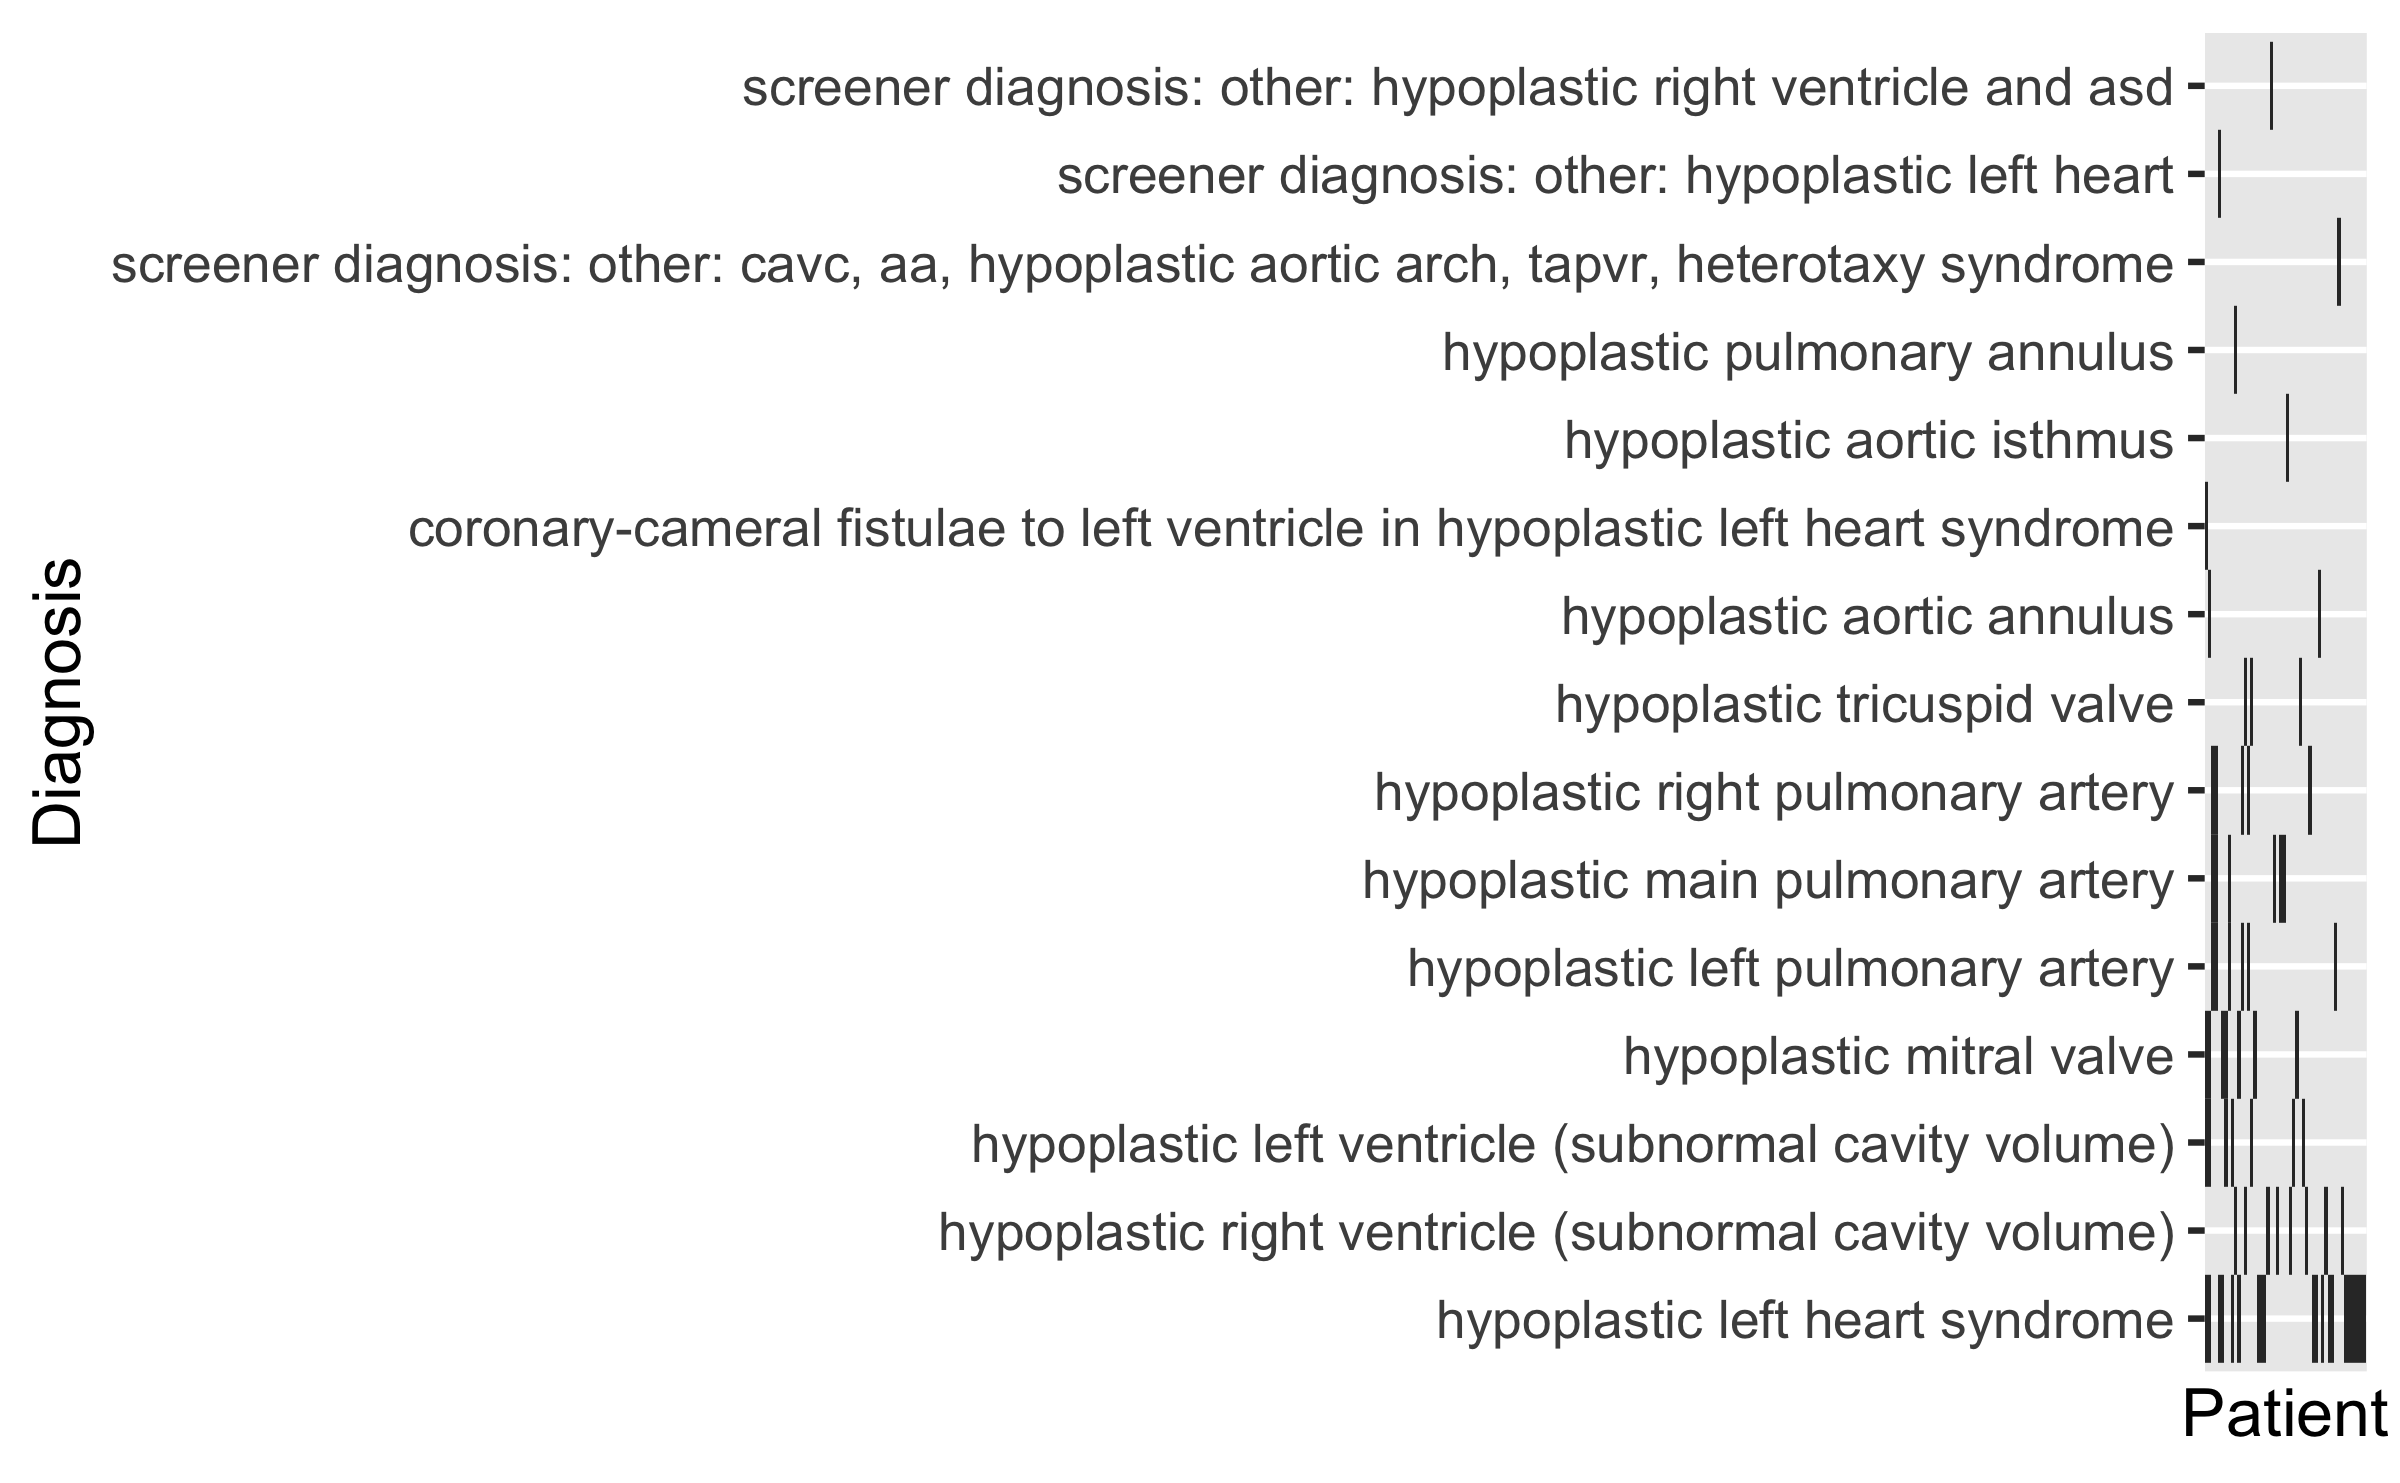 screener diagnosis: other: hypoplastic right ventricle and asd
screener diagnosis: other: hypoplastic left heart
screener diagnosis: other: cavc, aa, hypoplastic aortic arch, tapvr, heterotaxy syndrome
hypoplastic pulmonary annulus
hypoplastic aortic isthmus
coronary-cameral fistulae to left ventricle in hypoplastic left heart syndrome
hypoplastic aortic annulus
hypoplastic tricuspid valve
hypoplastic right pulmonary artery
hypoplastic main pulmonary artery
hypoplastic left pulmonary artery
hypoplastic mitral valve
hypoplastic left ventricle (subnormal cavity volume)
hypoplastic right ventricle (subnormal cavity volume)
hypoplastic left heart syndrome
Diagnosis
Patient